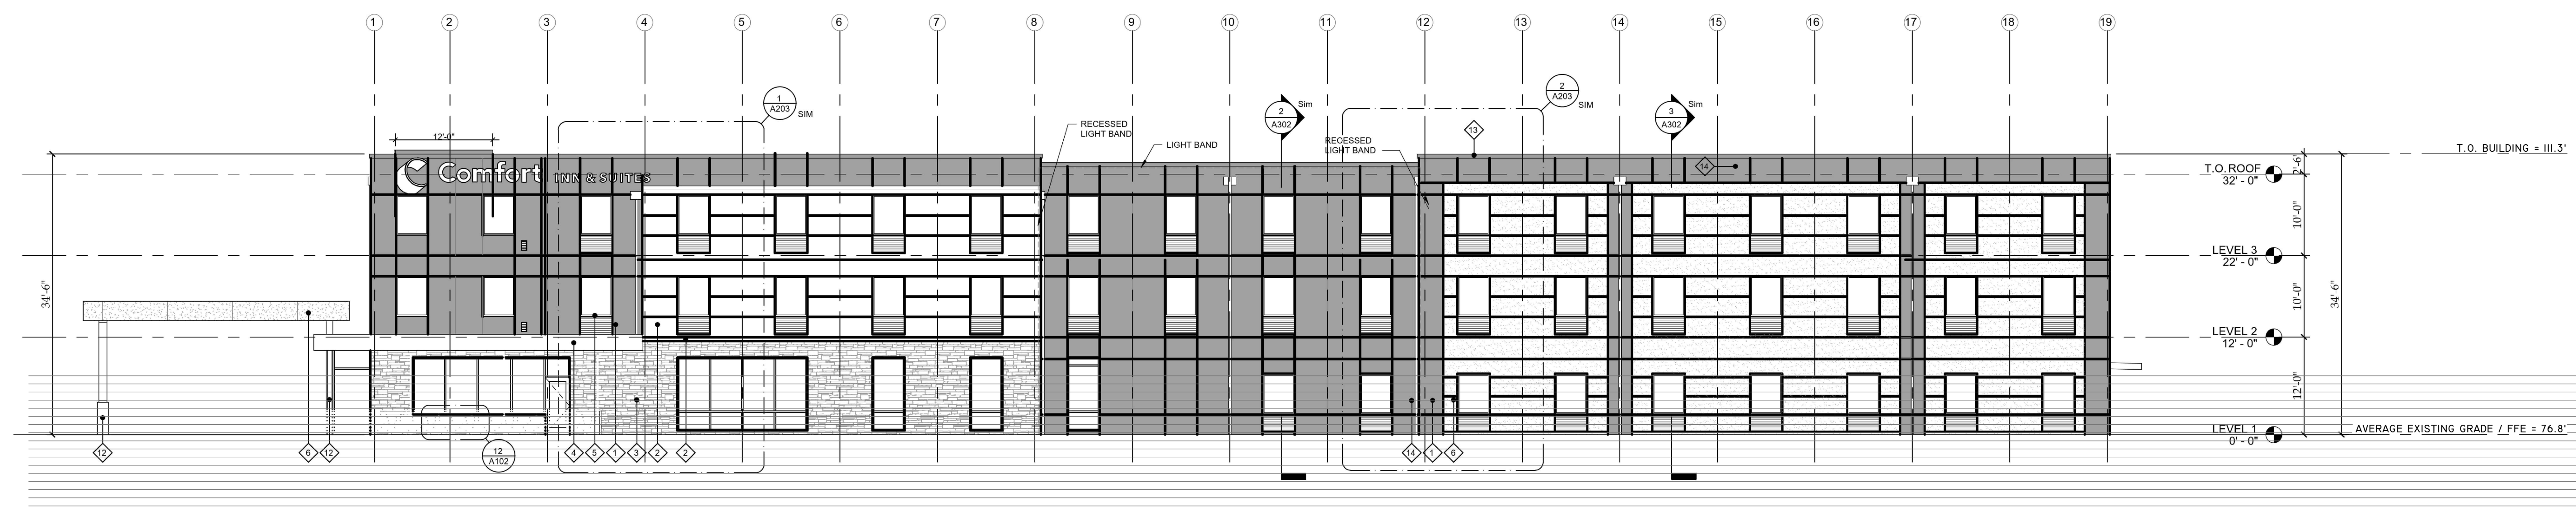 1 2 3 4 5 6 7 8 9 10 11 12 13 14 15 16 17 18 19
1
A203
SIM
2
A203
SIM
2
A302
Sim
3
A302
Sim
RECESSED
LIGHT BAND
LIGHT BAND
RECESSED
LIGHT BAND
13
14
12'-0"
Comfort
INN & SUITES
T.O. BUILDING = 111.3'
T.O. ROOF
32' - 0"
2'-6"
10'-0"
LEVEL 3
22' - 0"
34'-6"
10'-0"
34'-6"
LEVEL 2
12' - 0"
12'-0"
LEVEL 1
0' - 0"
AVERAGE EXISTING GRADE / FFE = 76.8'
12 6 12
12
A102
4 5 1 3 2 2
14 1 6